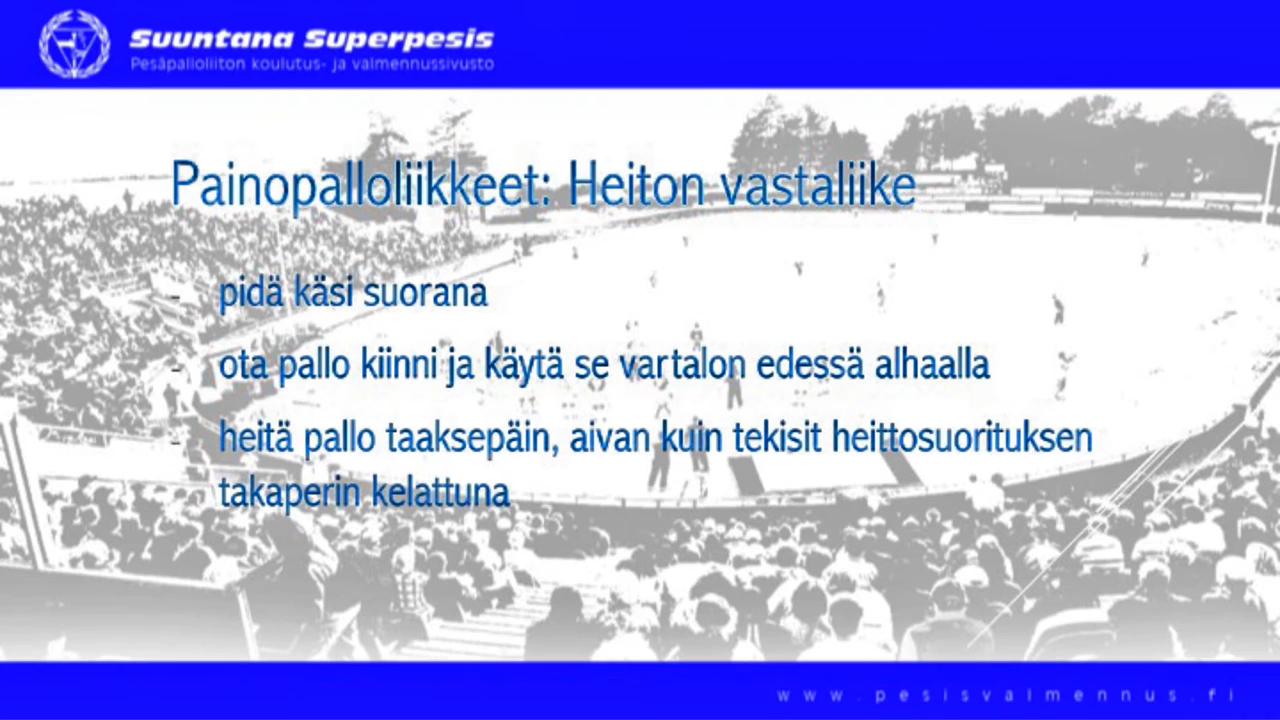 Suuntana Superpesis
Pesäpalloliiton koulutus- ja valmennussivusto
Painopalloliikkeet: Heiton vastaliike
- pidä käsi suorana
- ota pallo kiinni ja käytä se vartalon edessä alhaalla
- heitä pallo taaksepäin, aivan kuin tekisit heittosuorituksen
takaperin kelattuna
www.pesisvalmennus.fi